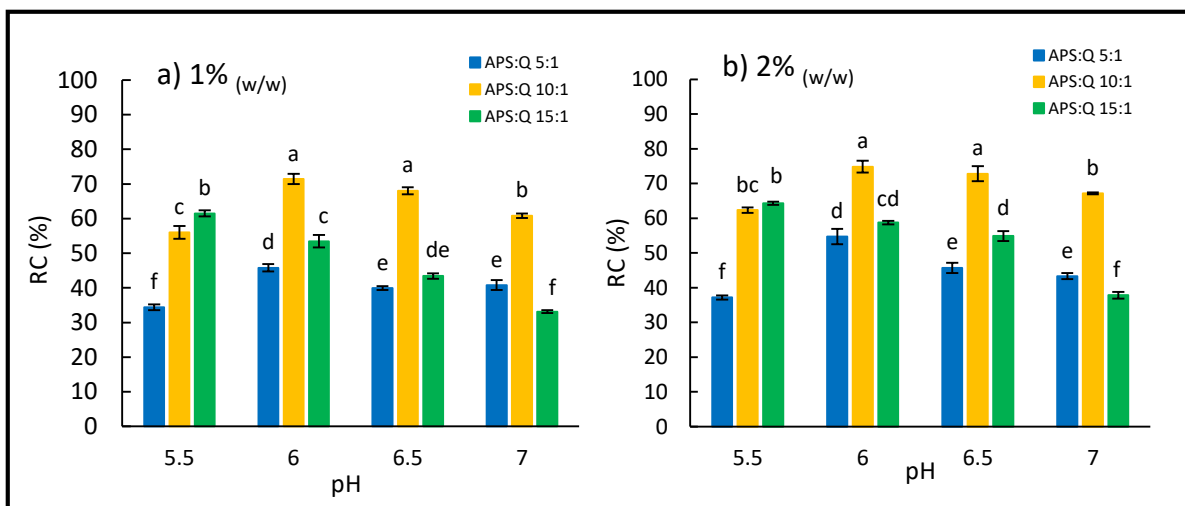 a) 1% (w/w)
APS:Q 5:1
APS:Q 10:1
APS:Q 15:1
RC (%)
100
90
80
70
60
50
40
30
20
10
0
f c b
d a c
e a de
e b f
5.5 6 6.5 7
pH
b) 2% (w/w)
APS:Q 5:1
APS:Q 10:1
APS:Q 15:1
RC (%)
100
90
80
70
60
50
40
30
20
10
0
f bc b
d a cd
e a d
e b f
5.5 6 6.5 7
pH